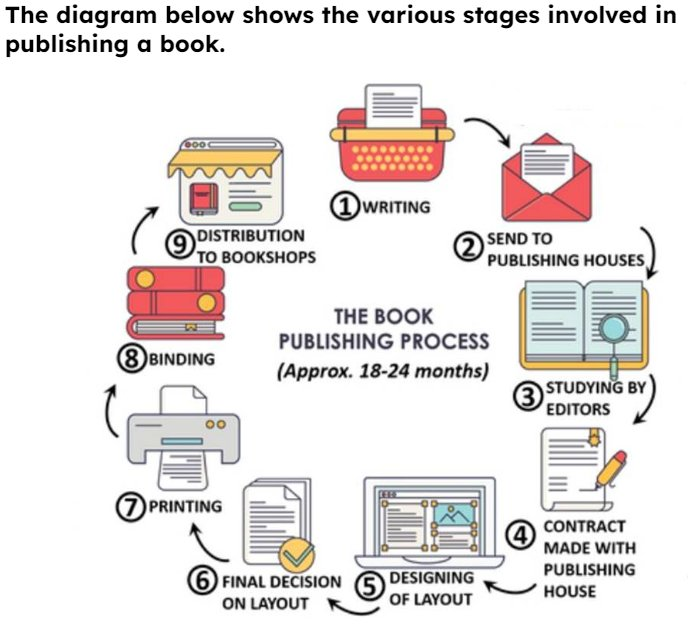 The diagram below shows the various stages involved in
publishing a book.
1 WRITING
2 SEND TO
PUBLISHING HOUSES
3 STUDYING BY
EDITORS
4 CONTRACT
MADE WITH
PUBLISHING
HOUSE
5 DESIGNING
OF LAYOUT
6 FINAL DECISION
ON LAYOUT
7 PRINTING
8 BINDING
9 DISTRIBUTION
TO BOOKSHOPS
THE BOOK
PUBLISHING PROCESS
(Approx. 18-24 months)